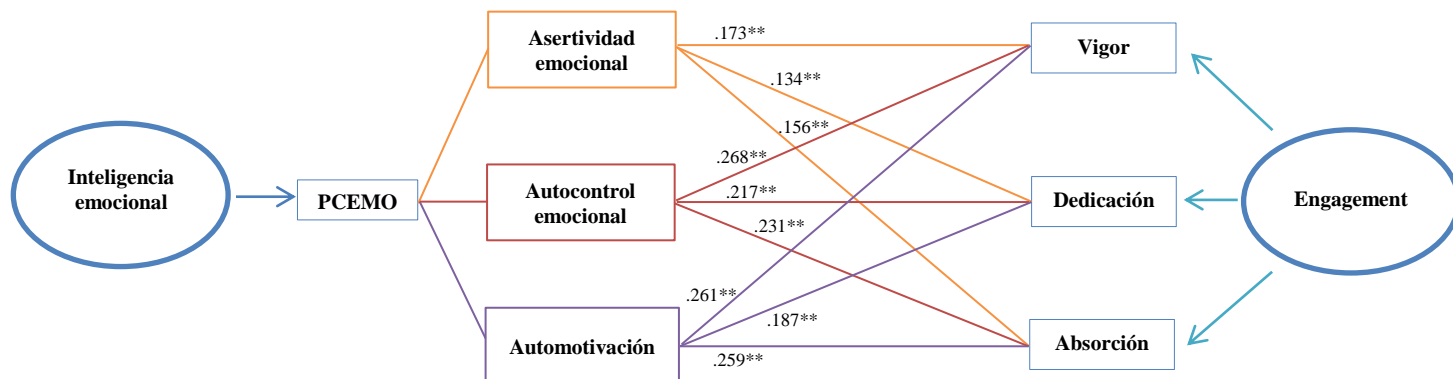 Inteligencia
emocional
PCEMO
Asertividad
emocional
Autocontrol
emocional
Automotivación
.173**
.134**
.156**
.268**
.217**
.231**
.261**
.187**
.259**
Vigor
Dedicación
Absorción
Engagement